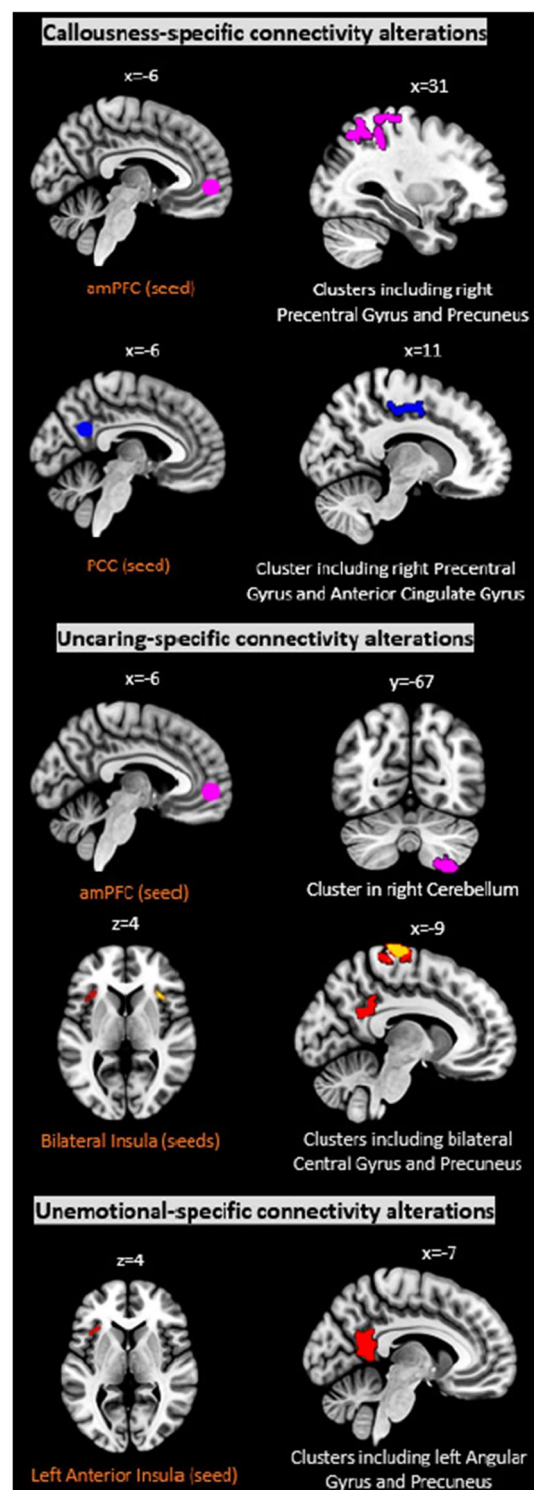 Callousness-specific connectivity alterations
x=-6
x=31
amPFC (seed)
Clusters including right
Precentral Gyrus and Precuneus
x=-6
x=11
PCC (seed)
Cluster including right Precentral
Gyrus and Anterior Cingulate Gyrus
Uncaring-specific connectivity alterations
x=-6
y=-67
amPFC (seed)
Cluster in right Cerebellum
z=4
x=-9
Bilateral Insula (seeds)
Clusters including bilateral
Central Gyrus and Precuneus
Unemotional-specific connectivity alterations
z=4
x=-7
Left Anterior Insula (seed)
Clusters including left Angular
Gyrus and Precuneus